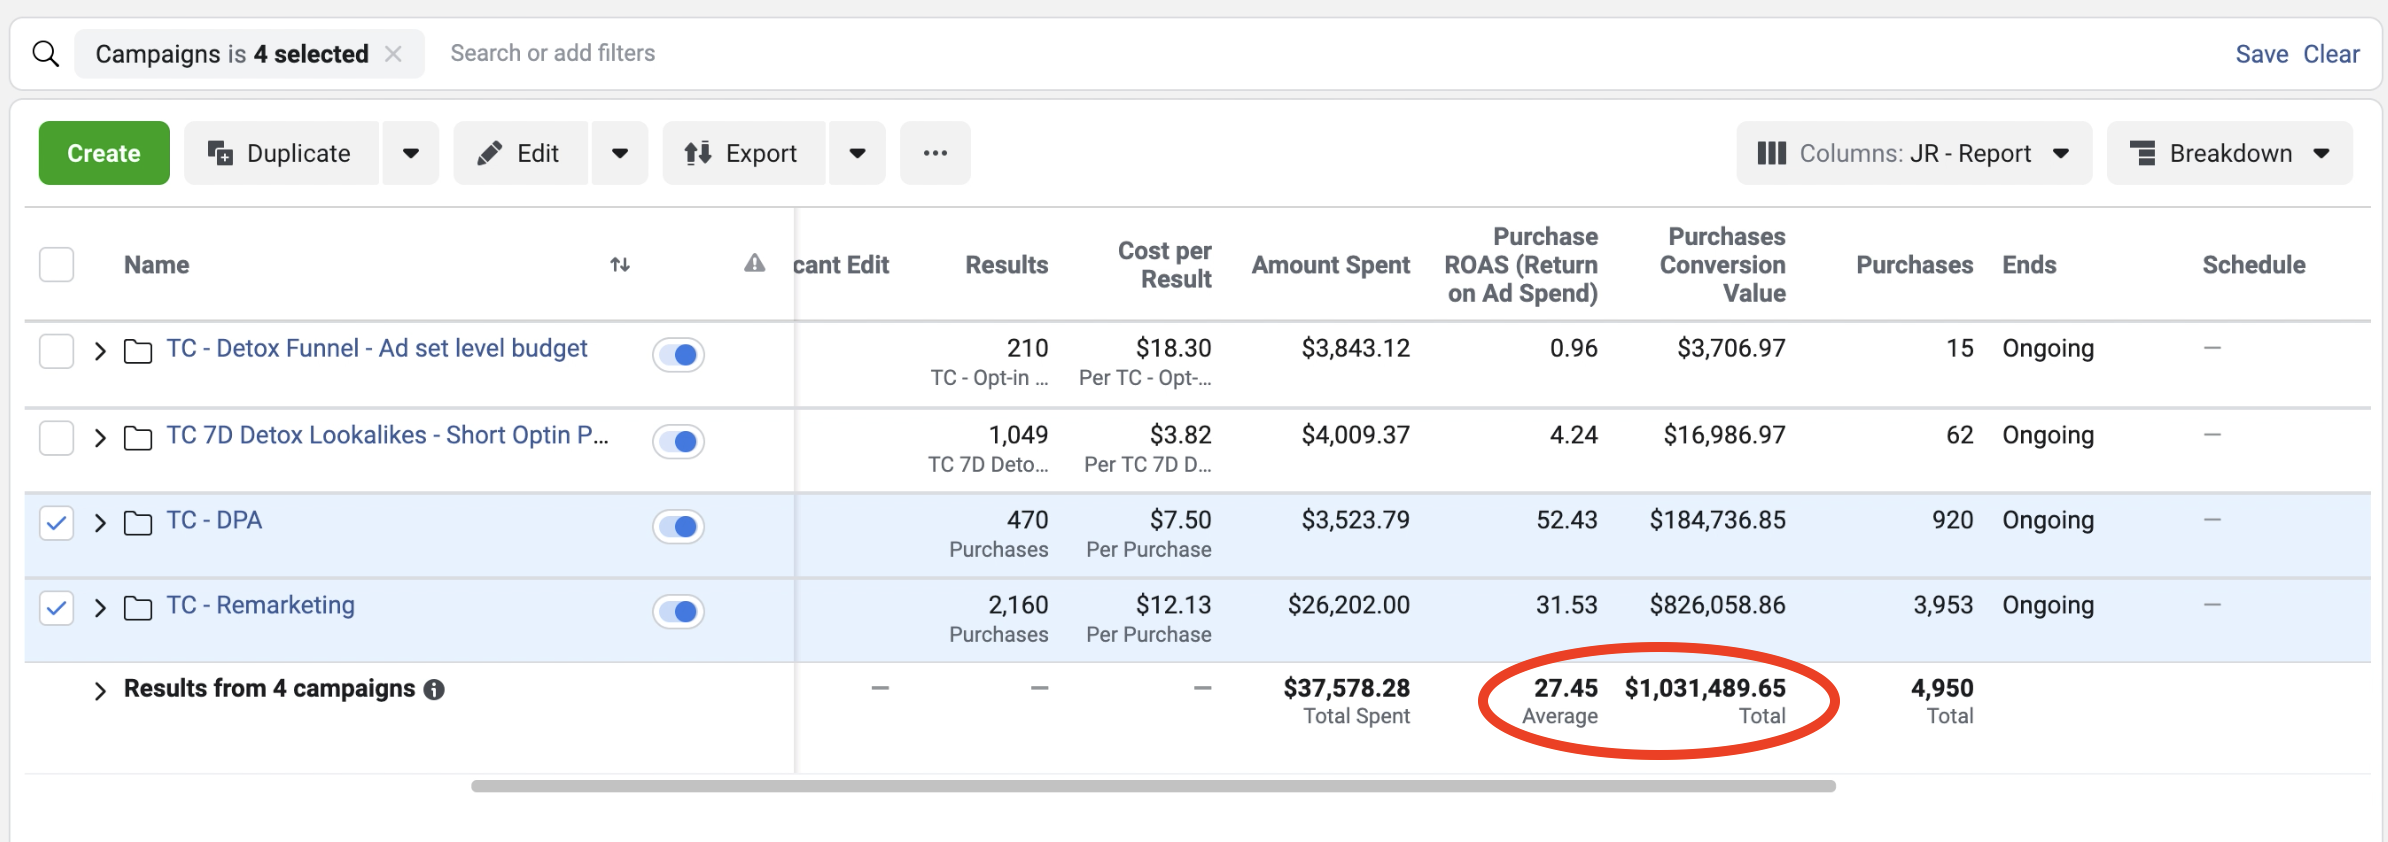 Campaigns is 4 selected × Search or add filters Save Clear
Create Duplicate Edit Export ... Columns: JR - Report Breakdown
Name cant Edit Results Cost per Result Amount Spent Purchase ROAS (Return on Ad Spend) Purchases Conversion Value Purchases Ends Schedule
TC - Detox Funnel - Ad set level budget 210 $18.30 $3,843.12 0.96 $3,706.97 15 Ongoing —
TC - Opt-in ... Per TC - Opt-...
TC 7D Detox Lookalikes - Short Optin P... 1,049 $3.82 $4,009.37 4.24 $16,986.97 62 Ongoing —
TC 7D Deto... Per TC 7D D...
TC - DPA 470 $7.50 $3,523.79 52.43 $184,736.85 920 Ongoing —
Purchases Per Purchase
TC - Remarketing 2,160 $12.13 $26,202.00 31.53 $826,058.86 3,953 Ongoing —
Purchases Per Purchase
Results from 4 campaigns — — — $37,578.28 27.45 $1,031,489.65 4,950
Total Spent Average Total Total